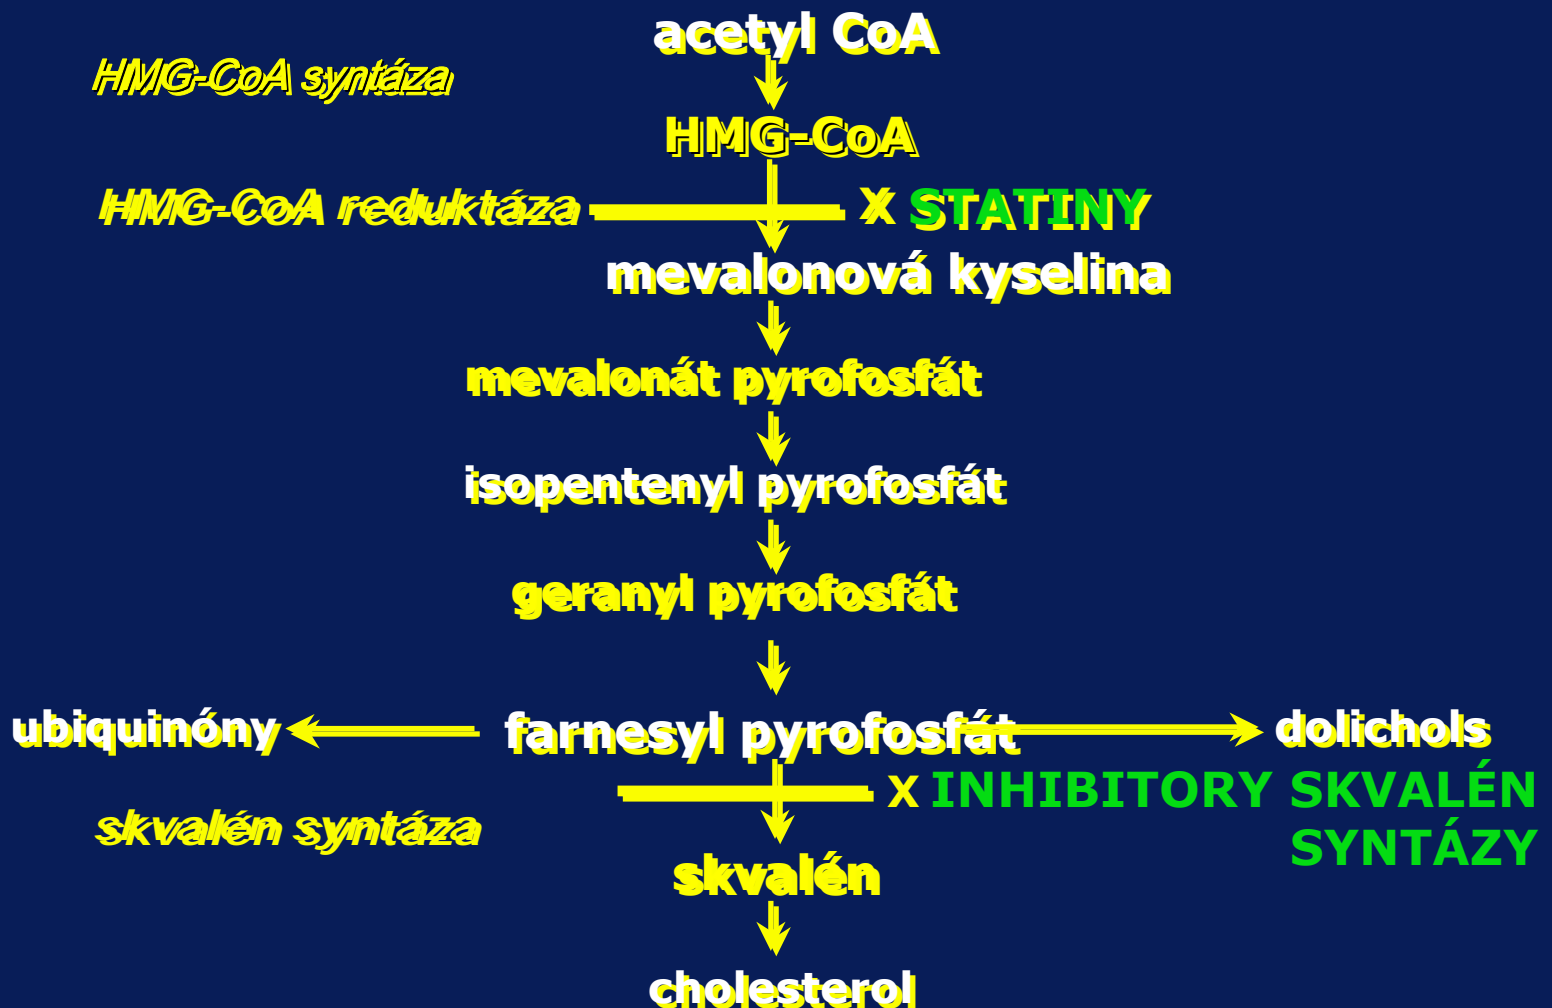 acetyl CoA
HMG-CoA syntáza
HMG-CoA
HMG-CoA reduktáza X STATINY
mevalonová kyselina
mevalonát pyrofosfát
isopentenyl pyrofosfát
geranyl pyrofosfát
ubiquinóny farnesyl pyrofosfát dolichols
X INHIBITORY SKVALÉN
skvalén syntáza
SYNTÁZY
skvalén
cholesterol